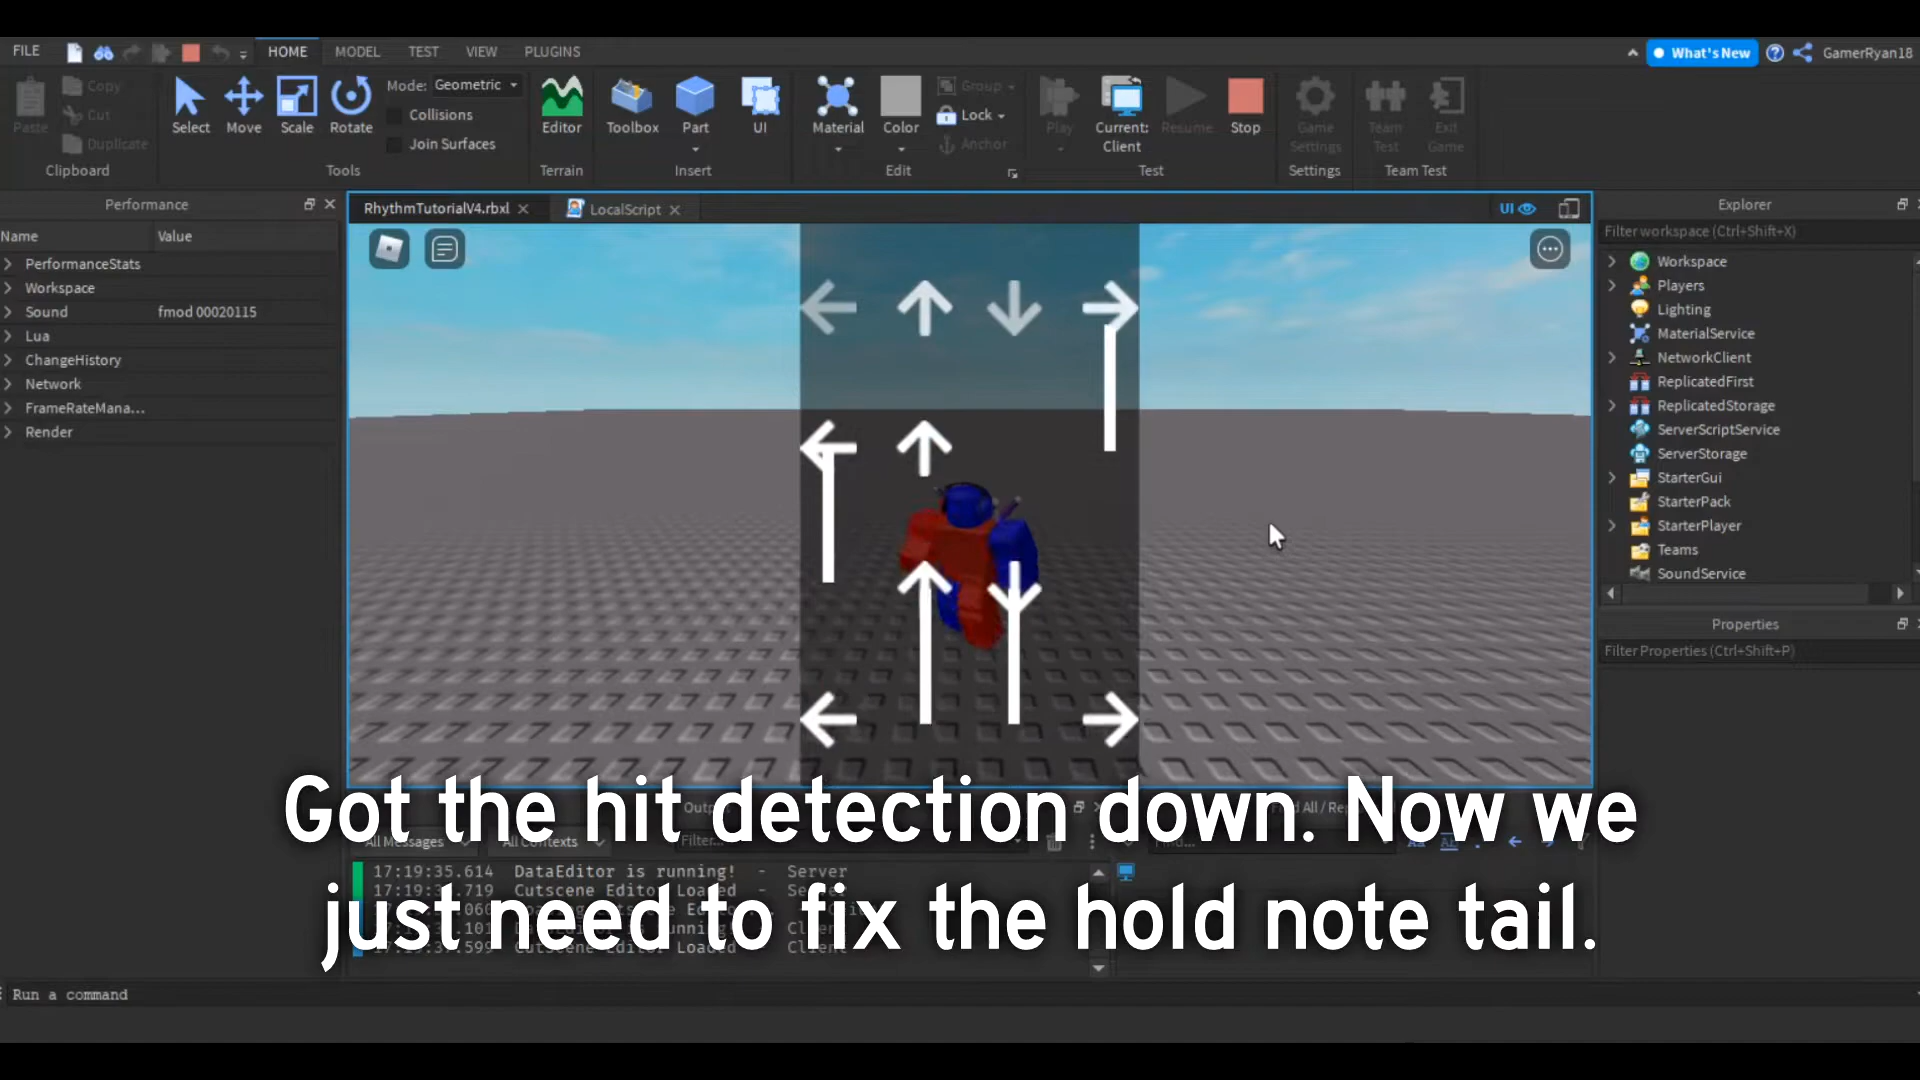 FILE
HOME
MODEL
TEST
VIEW
PLUGINS
What's New
GamerRyan18
Paste
Copy
Cut
Duplicate
Clipboard
Select
Move
Scale
Rotate
Mode: Geometric
Collisions
Join Surfaces
Tools
Editor
Terrain
Toolbox
Part
UI
Insert
Material
Color
Group
Lock
Anchor
Edit
Play
Current:
Client
Resume
Stop
Test
Game
Settings
Settings
Team
Test
Exit
Game
Team Test
Performance
Name Value
PerformanceStats
Workspace
Sound fmod 00020115
Lua
ChangeHistory
Network
FrameRateMana...
Render
RhythmTutorialV4.rbxl
LocalScript
UI
Explorer
Filter workspace (Ctrl+Shift+X)
Workspace
Players
Lighting
MaterialService
NetworkClient
ReplicatedFirst
ReplicatedStorage
ServerScriptService
ServerStorage
StarterGui
StarterPack
StarterPlayer
Teams
SoundService
Properties
Filter Properties (Ctrl+Shift+P)
Got the hit detection down. Now we
just need to fix the hold note tail.
All Messages
All Contexts
Filter...
Find...
17:19:35.614 DataEditor is running! - Server
Run a command